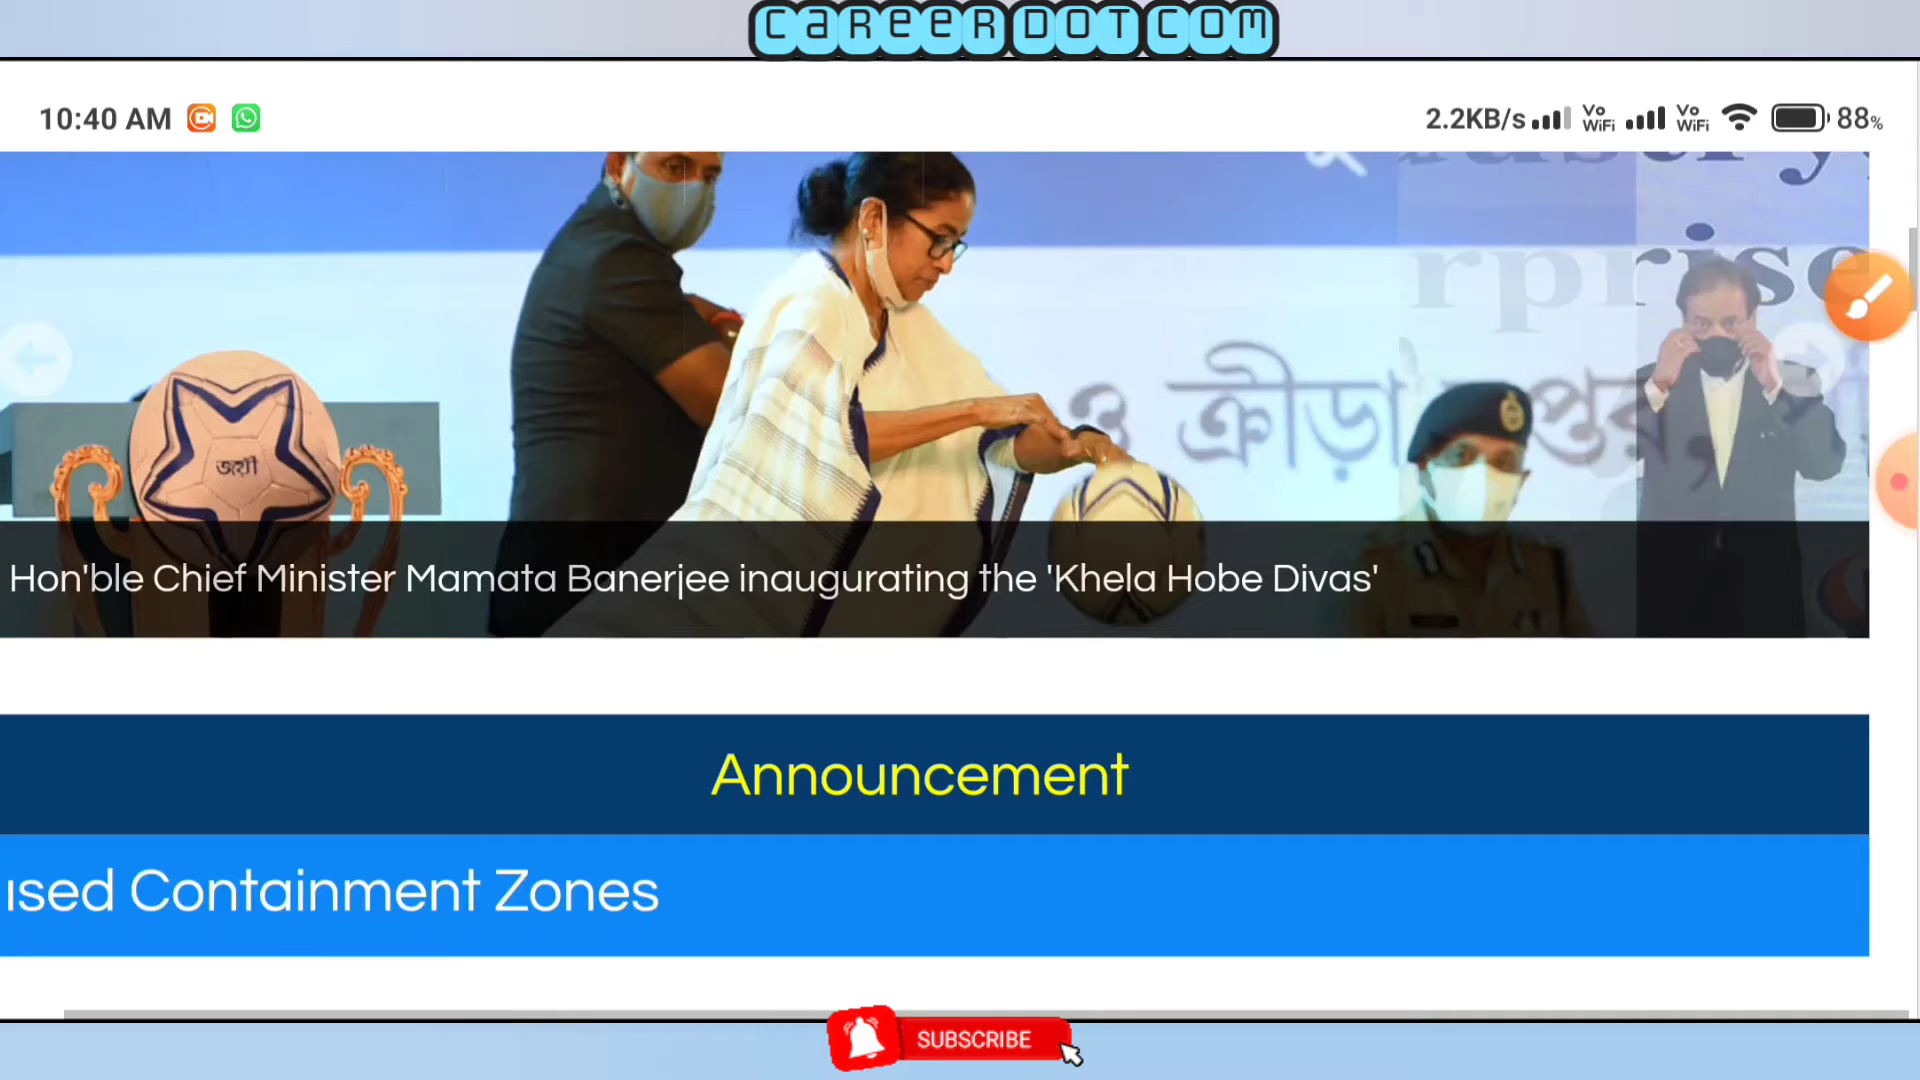 CaReeR DOT COM
10:40 AM
2.2KB/s Vo WiFi Vo WiFi 88%
rprise
ও ক্রীড়া
জয়ী
Hon'ble Chief Minister Mamata Banerjee inaugurating the 'Khela Hobe Divas'
Announcement
Containment Zones
SUBSCRIBE